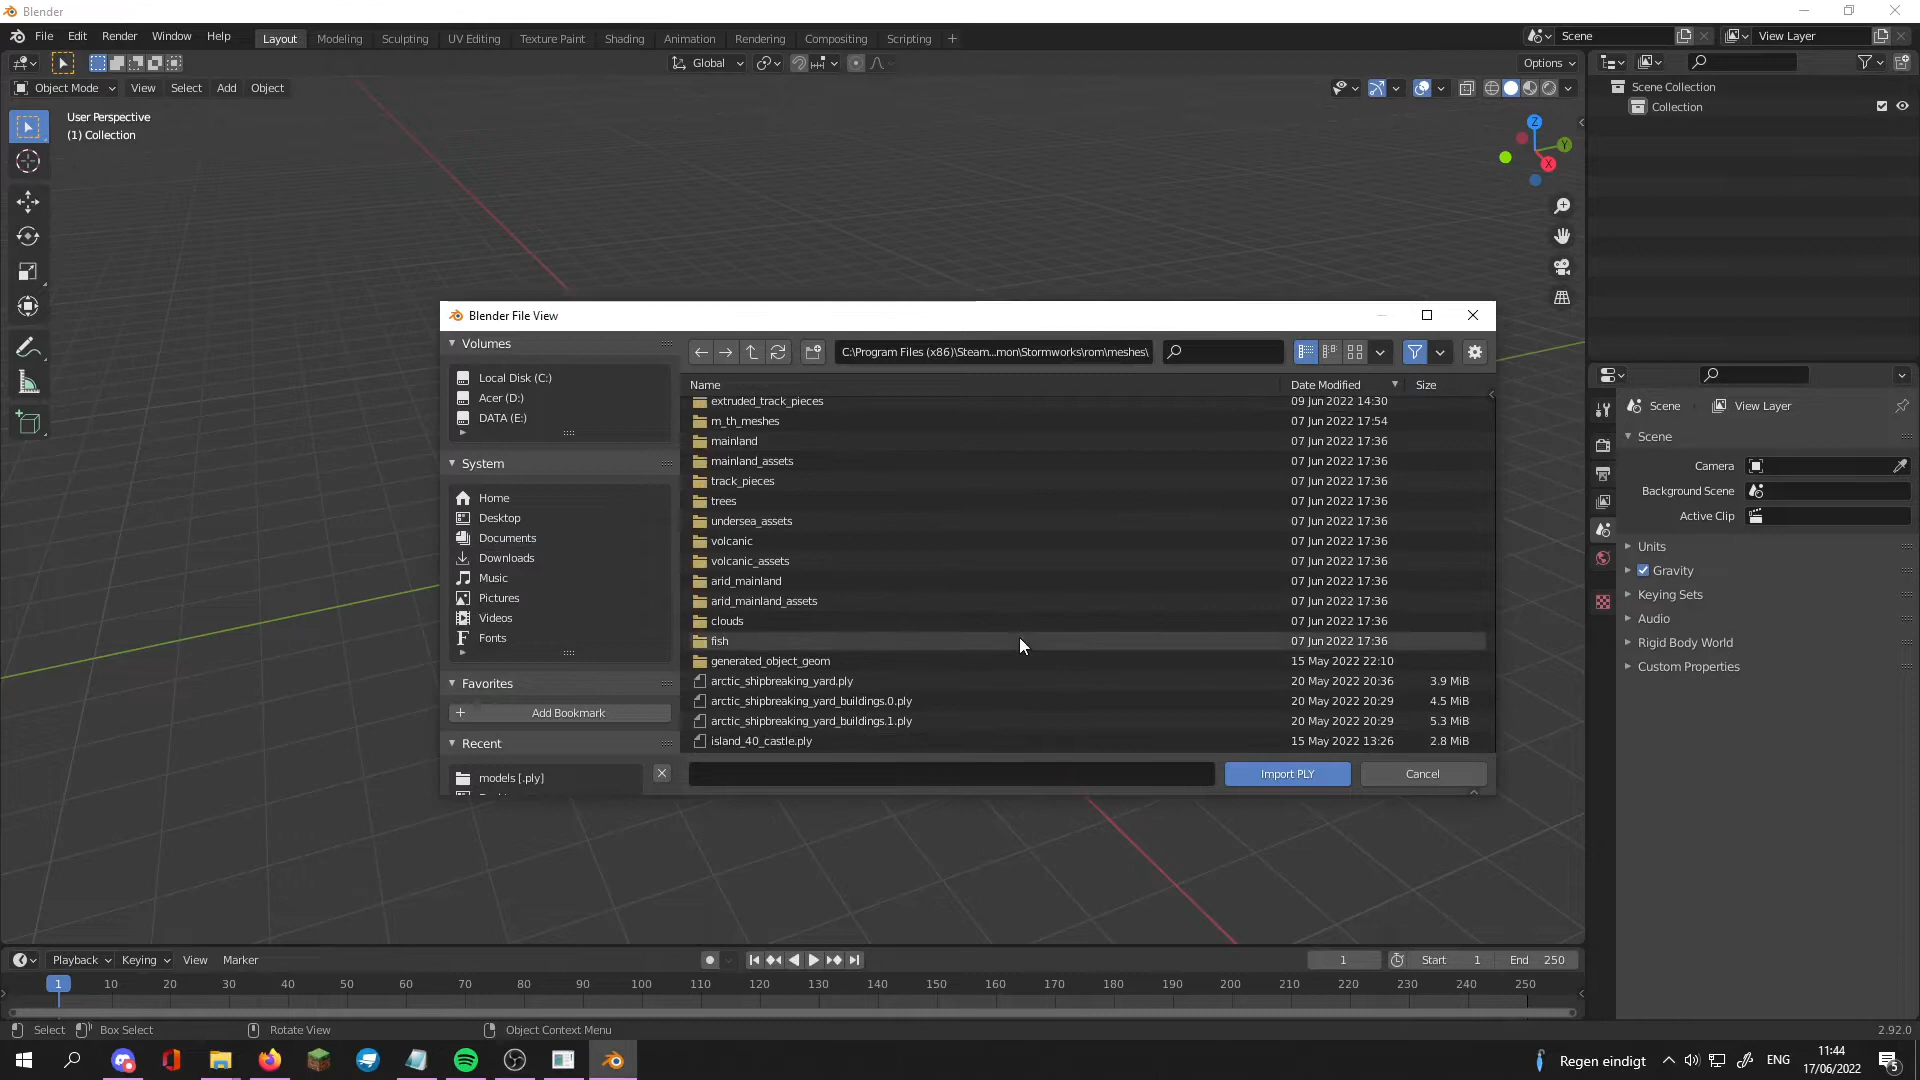 Blender
File Edit Render Window Help
Layout Modeling Sculpting UV Editing Texture Paint Shading Animation Rendering Compositing Scripting +
Scene View Layer
Global Options
Object Mode View Select Add Object
User Perspective
(1) Collection
Z
Y
X
Scene Collection
Collection
Blender File View
Volumes
Local Disk (C:)
Acer (D:)
DATA (E:)
System
Home
Desktop
Documents
Downloads
Music
Pictures
Videos
Fonts
Favorites
Add Bookmark
Recent
models [.ply]
C:\Program Files (x86)\Steam...mon\Stormworks\rom\meshes\
Name Date Modified Size
extruded_track_pieces 09 Jun 2022 14:30
m_th_meshes 07 Jun 2022 17:54
mainland 07 Jun 2022 17:36
mainland_assets 07 Jun 2022 17:36
track_pieces 07 Jun 2022 17:36
trees 07 Jun 2022 17:36
undersea_assets 07 Jun 2022 17:36
volcanic 07 Jun 2022 17:36
volcanic_assets 07 Jun 2022 17:36
arid_mainland 07 Jun 2022 17:36
arid_mainland_assets 07 Jun 2022 17:36
clouds 07 Jun 2022 17:36
fish 07 Jun 2022 17:36
generated_object_geom 15 May 2022 22:10
arctic_shipbreaking_yard.ply 20 May 2022 20:36 3.9 MiB
arctic_shipbreaking_yard_buildings.0.ply 20 May 2022 20:29 4.5 MiB
arctic_shipbreaking_yard_buildings.1.ply 20 May 2022 20:29 5.3 MiB
island_40_castle.ply 15 May 2022 13:26 2.8 MiB
Import PLY Cancel
Scene View Layer
Scene
Camera
Background Scene
Active Clip
Units
Gravity
Keying Sets
Audio
Rigid Body World
Custom Properties
Playback Keying View Marker
1 Start 1 End 250
1 10 20 30 40 50 60 70 80 90 100 110 120 130 140 150 160 170 180 190 200 210 220 230 240 250
Select Box Select Rotate View Object Context Menu 2.92.0
Regen eindigt ENG
11:44
17/06/2022
5